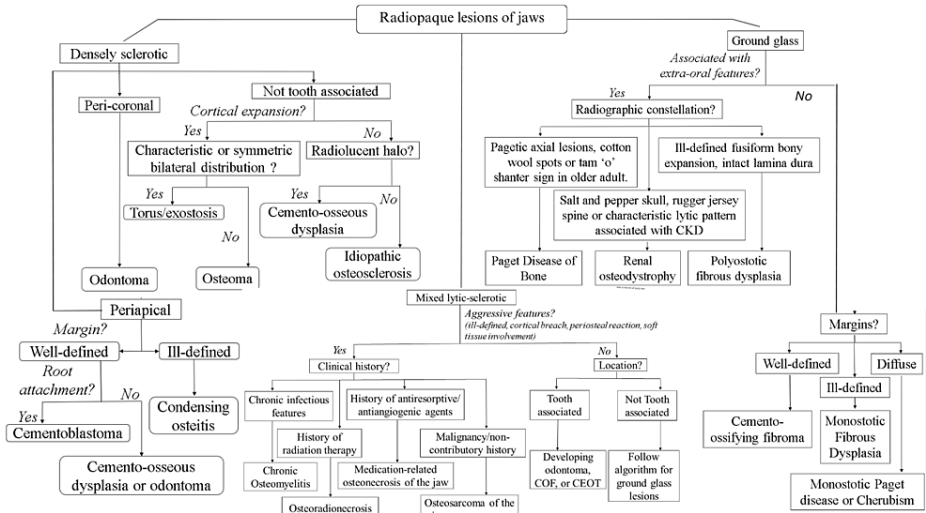 Radiopaque lesions of jaws
Densely sclerotic
Peri-coronal
Not tooth associated
Cortical expansion?
Yes
No
Characteristic or symmetric
bilateral distribution ?
Radiolucent halo?
Yes
No
Torus/exostosis
Yes
No
Cemento-osseous
dysplasia
Idiopathic
osteosclerosis
Odontoma
Osteoma
Periapical
Margin?
Well-defined
Ill-defined
Root
attachment?
Yes
No
Cementoblastoma
Condensing
osteitis
Cemento-osseous
dysplasia or odontoma
Mixed lytic-sclerotic
Aggressive features?
(ill-defined, cortical breach, periosteal reaction, soft
tissue involvement)
Yes
No
Clinical history?
Location?
Chronic infectious
features
History of antiresorptive/
antiangiogenic agents
History of
radiation therapy
Malignancy/non-
contributory history
Chronic
Osteomyelitis
Medication-related
osteonecrosis of the jaw
Osteoradionecrosis
Osteosarcoma of the
Tooth
associated
Not Tooth
associated
Developing
odontoma,
COF, or CEOT
Follow
algorithm for
ground glass
lesions
Ground glass
Associated with
extra-oral features?
Yes
No
Radiographic constellation?
Pagetic axial lesions, cotton
wool spots or tam ‘o’
shanter sign in older adult.
Ill-defined fusiform bony
expansion, intact lamina dura
Salt and pepper skull, rugger jersey
spine or characteristic lytic pattern
associated with CKD
Paget Disease of
Bone
Renal
osteodystrophy
Polyostotic
fibrous dysplasia
Margins?
Well-defined
Diffuse
Ill-defined
Cemento-
ossifying fibroma
Monostotic
Fibrous
Dysplasia
Monostotic Paget
disease or Cherubism